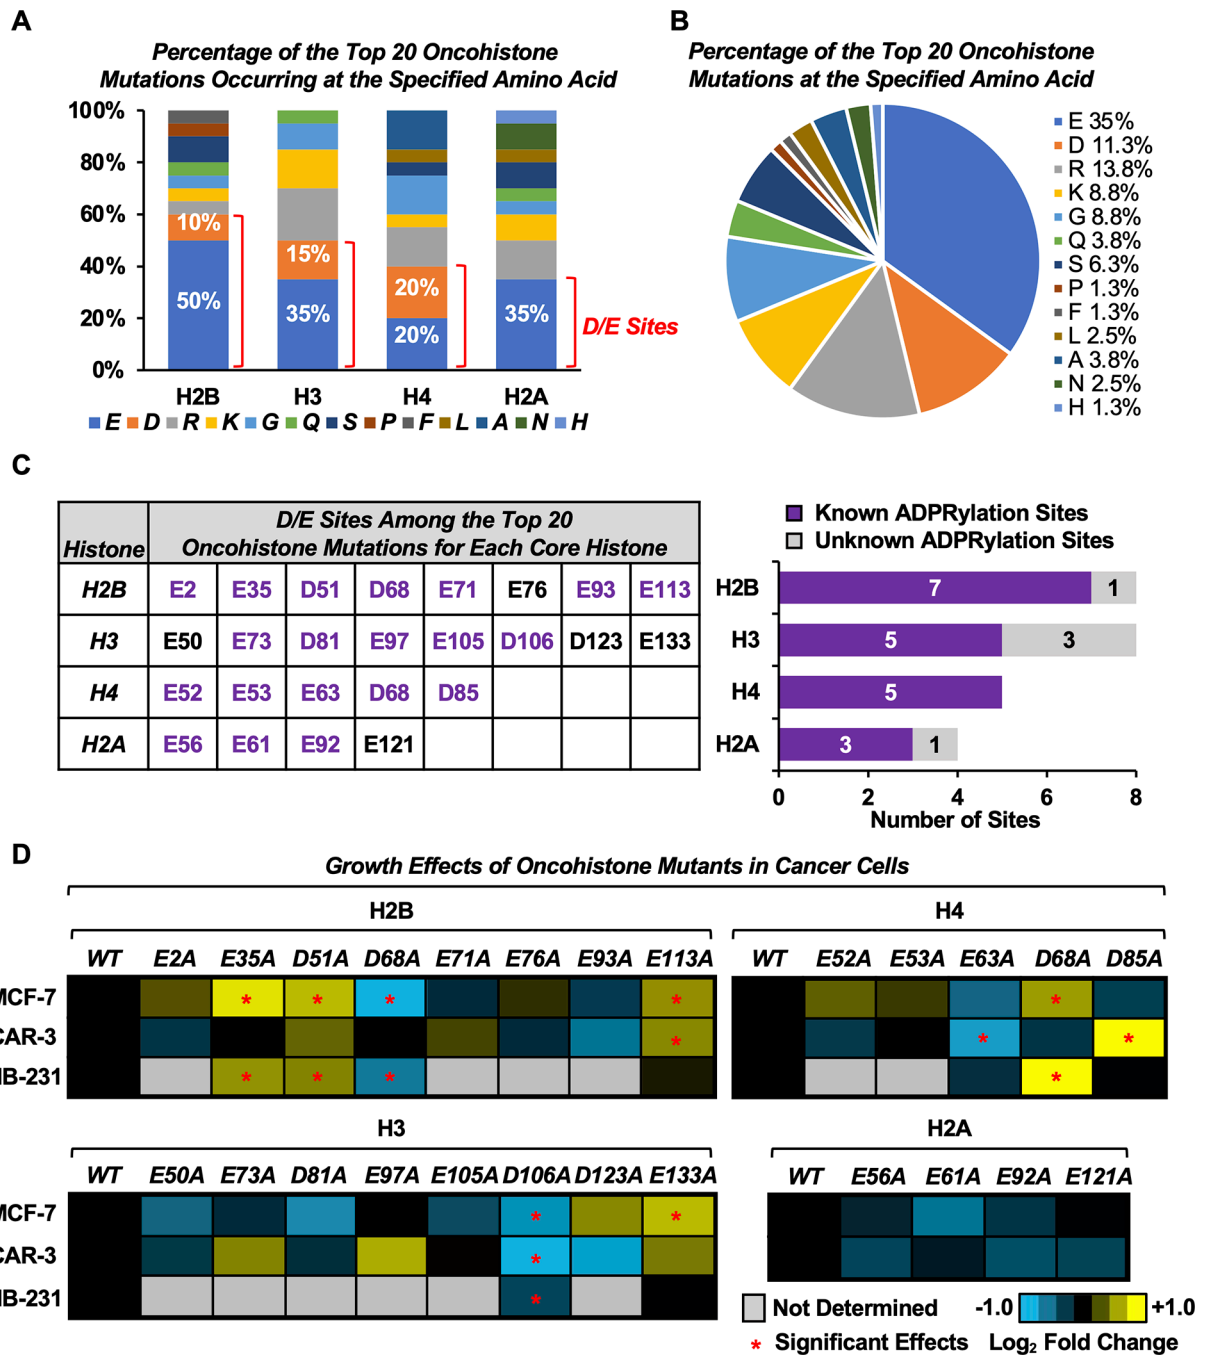 A
Percentage of the Top 20 Oncohistone
Mutations Occurring at the Specified Amino Acid
100%
80%
60%
40%
20%
0%
10%
50%
15%
35%
20%
20%
35%
D/E Sites
H2B H3 H4 H2A
E D R K G Q S P F L A N H
B
Percentage of the Top 20 Oncohistone
Mutations at the Specified Amino Acid
E 35%
D 11.3%
R 13.8%
K 8.8%
G 8.8%
Q 3.8%
S 6.3%
P 1.3%
F 1.3%
L 2.5%
A 3.8%
N 2.5%
H 1.3%
C
Histone
D/E Sites Among the Top 20
Oncohistone Mutations for Each Core Histone
H2B E2 E35 D51 D68 E71 E76 E93 E113
H3 E50 E73 D81 E97 E105 D106 D123 E133
H4 E52 E53 E63 D68 D85
H2A E56 E61 E92 E121
Known ADPRylation Sites
Unknown ADPRylation Sites
H2B 7 1
H3 5 3
H4 5
H2A 3 1
0 2 4 6 8
Number of Sites
D
Growth Effects of Oncohistone Mutants in Cancer Cells
H2B
WT E2A E35A D51A D68A E71A E76A E93A E113A
MCF-7 * * * *
CAR-3 *
IB-231 * * *
H4
WT E52A E53A E63A D68A D85A
*
* *
*
H3
WT E50A E73A D81A E97A E105A D106A D123A E133A
MCF-7 * *
CAR-3 *
IB-231 *
H2A
WT E56A E61A E92A E121A
Not Determined
* Significant Effects
-1.0 +1.0
Log₂ Fold Change